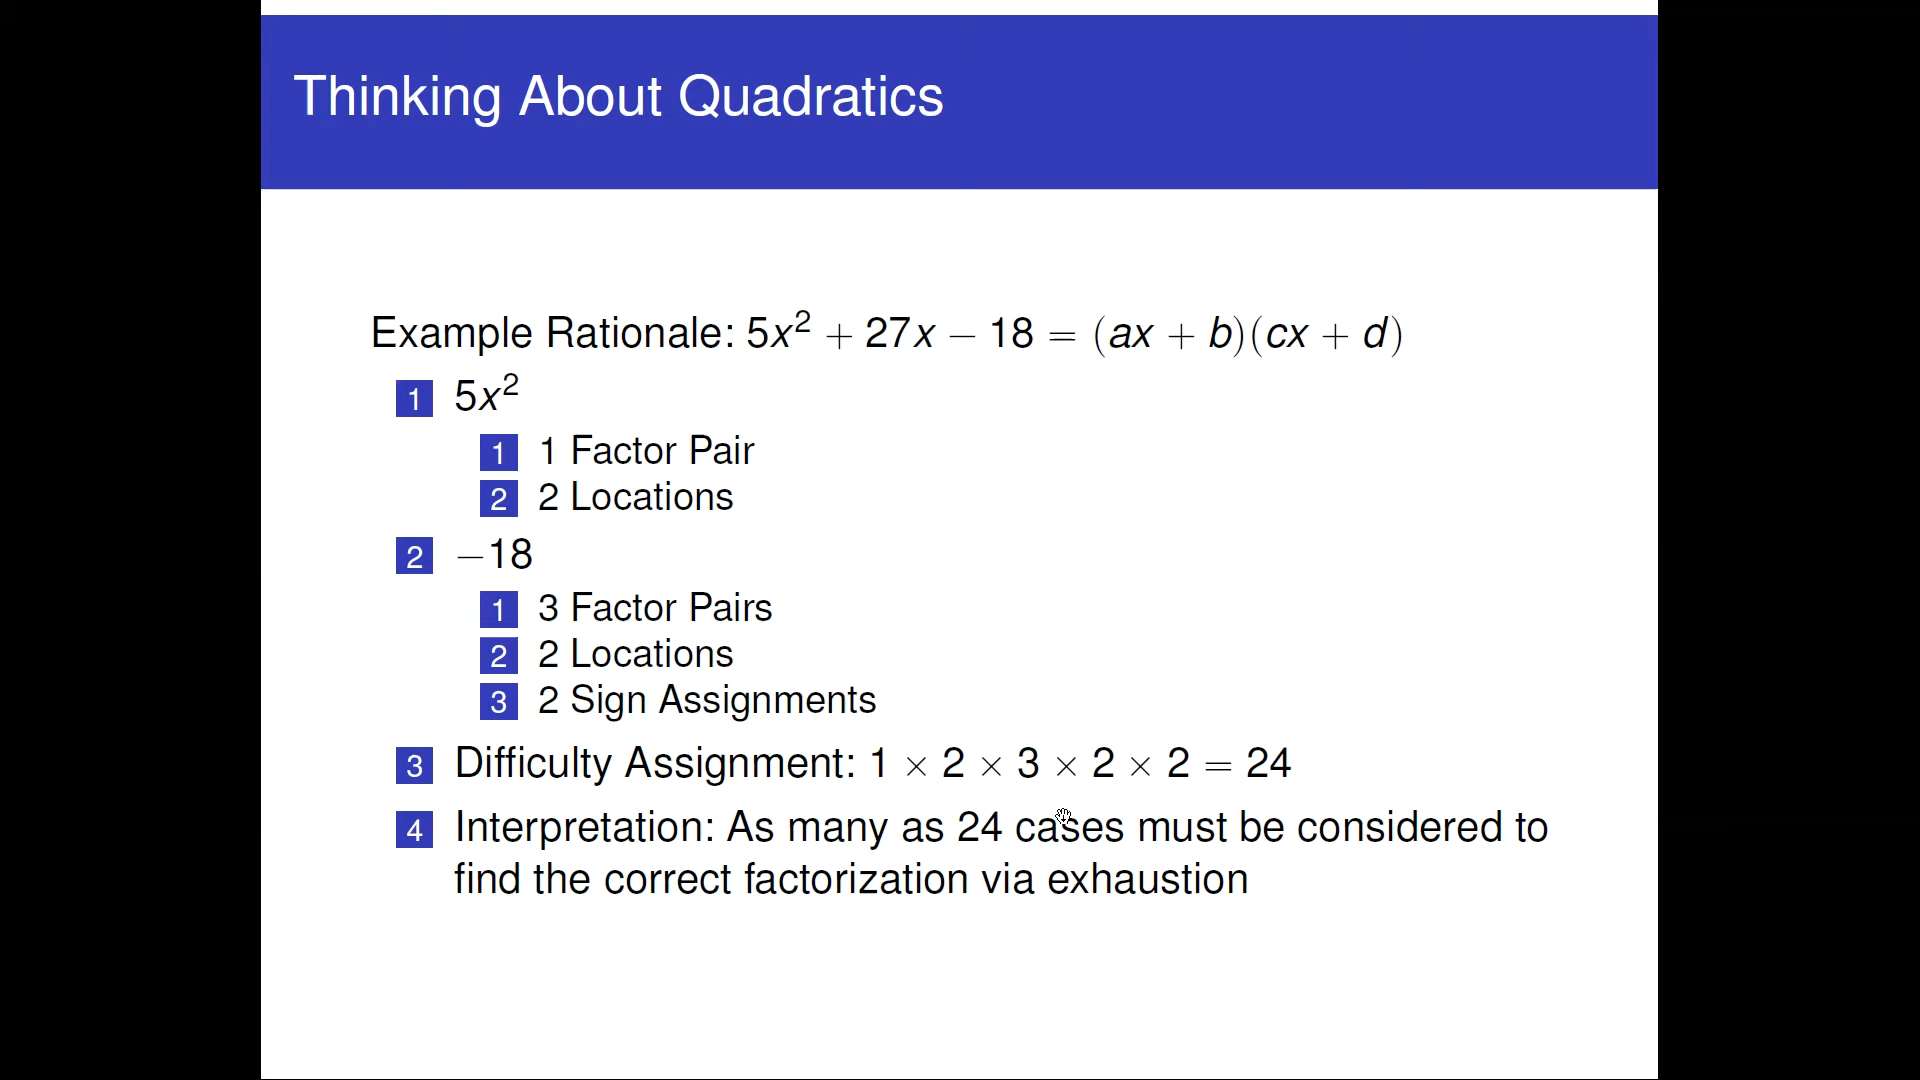 Thinking About Quadratics
Example Rationale: 5x² + 27x − 18 = (ax + b)(cx + d)
1 5x²
1 1 Factor Pair
2 2 Locations
2 −18
1 3 Factor Pairs
2 2 Locations
3 2 Sign Assignments
3 Difficulty Assignment: 1 × 2 × 3 × 2 × 2 = 24
4 Interpretation: As many as 24 cases must be considered to
find the correct factorization via exhaustion